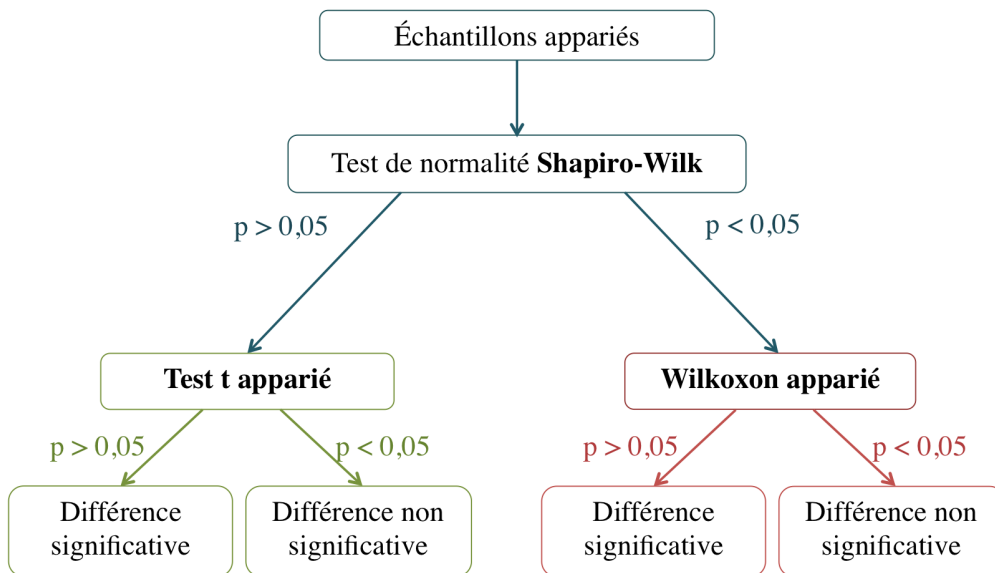 Échantillons appariés
Test de normalité Shapiro-Wilk
p > 0,05
p < 0,05
Test t apparié
Wilkoxon apparié
p > 0,05
p < 0,05
p > 0,05
p < 0,05
Différence
significative
Différence non
significative
Différence
significative
Différence non
significative